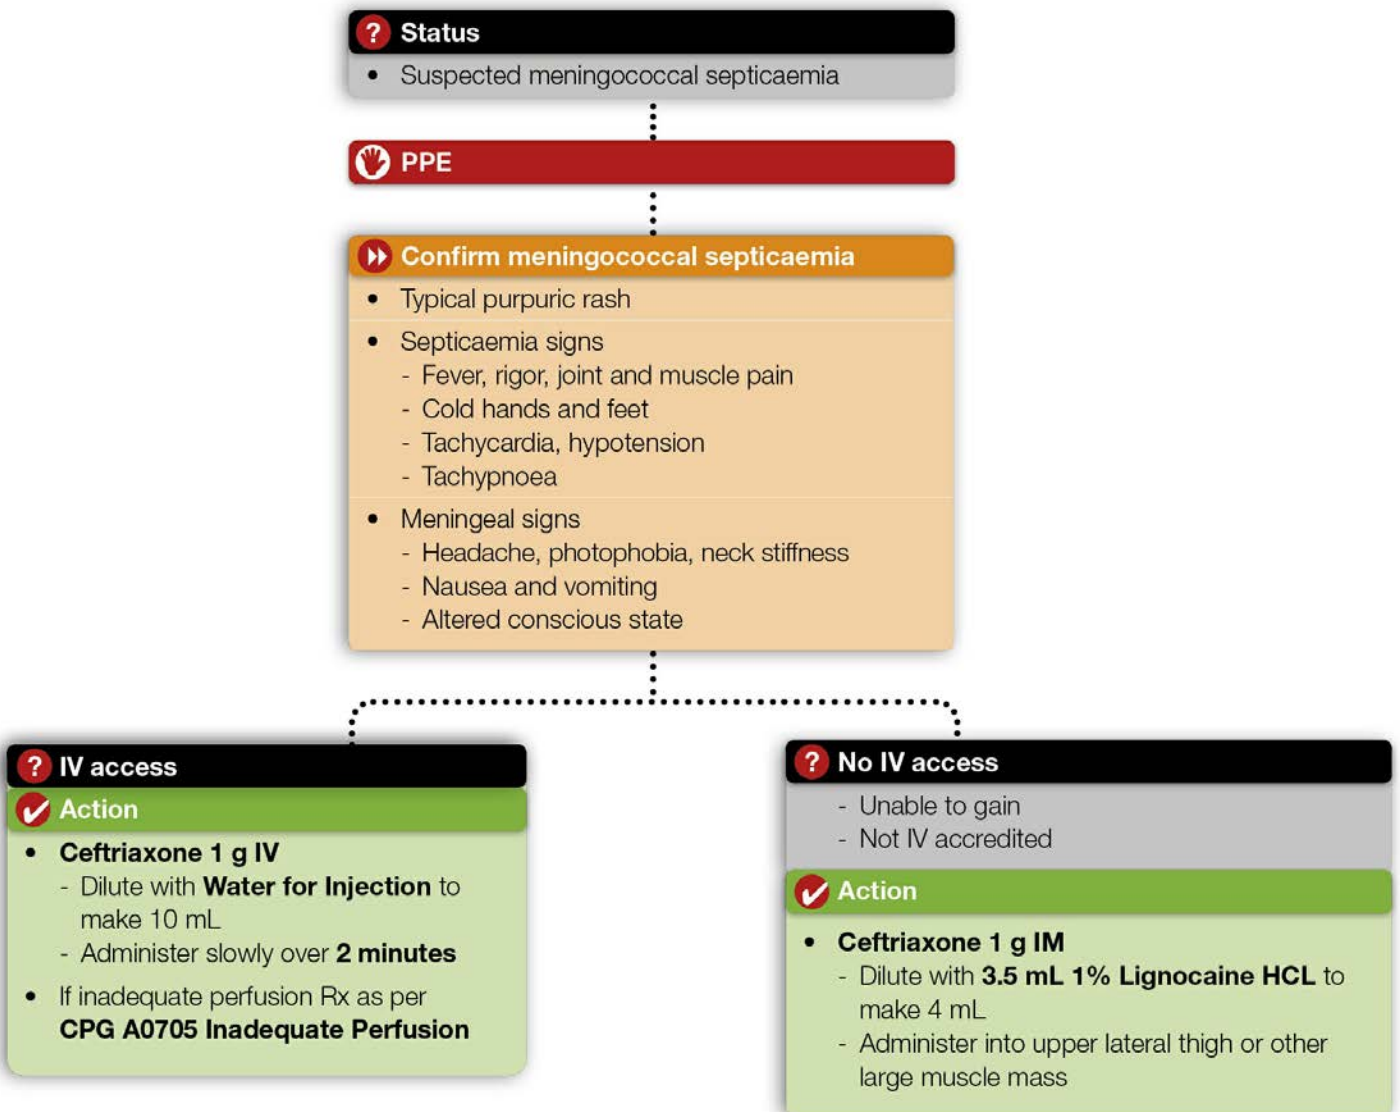 ? Status
• Suspected meningococcal septicaemia
PPE
Confirm meningococcal septicaemia
• Typical purpuric rash
• Septicaemia signs
- Fever, rigor, joint and muscle pain
- Cold hands and feet
- Tachycardia, hypotension
- Tachypnoea
• Meningeal signs
- Headache, photophobia, neck stiffness
- Nausea and vomiting
- Altered conscious state
? IV access
Action
• Ceftriaxone 1 g IV
- Dilute with Water for Injection to
make 10 mL
- Administer slowly over 2 minutes
• If inadequate perfusion Rx as per
CPG A0705 Inadequate Perfusion
? No IV access
- Unable to gain
- Not IV accredited
Action
• Ceftriaxone 1 g IM
- Dilute with 3.5 mL 1% Lignocaine HCL to
make 4 mL
- Administer into upper lateral thigh or other
large muscle mass